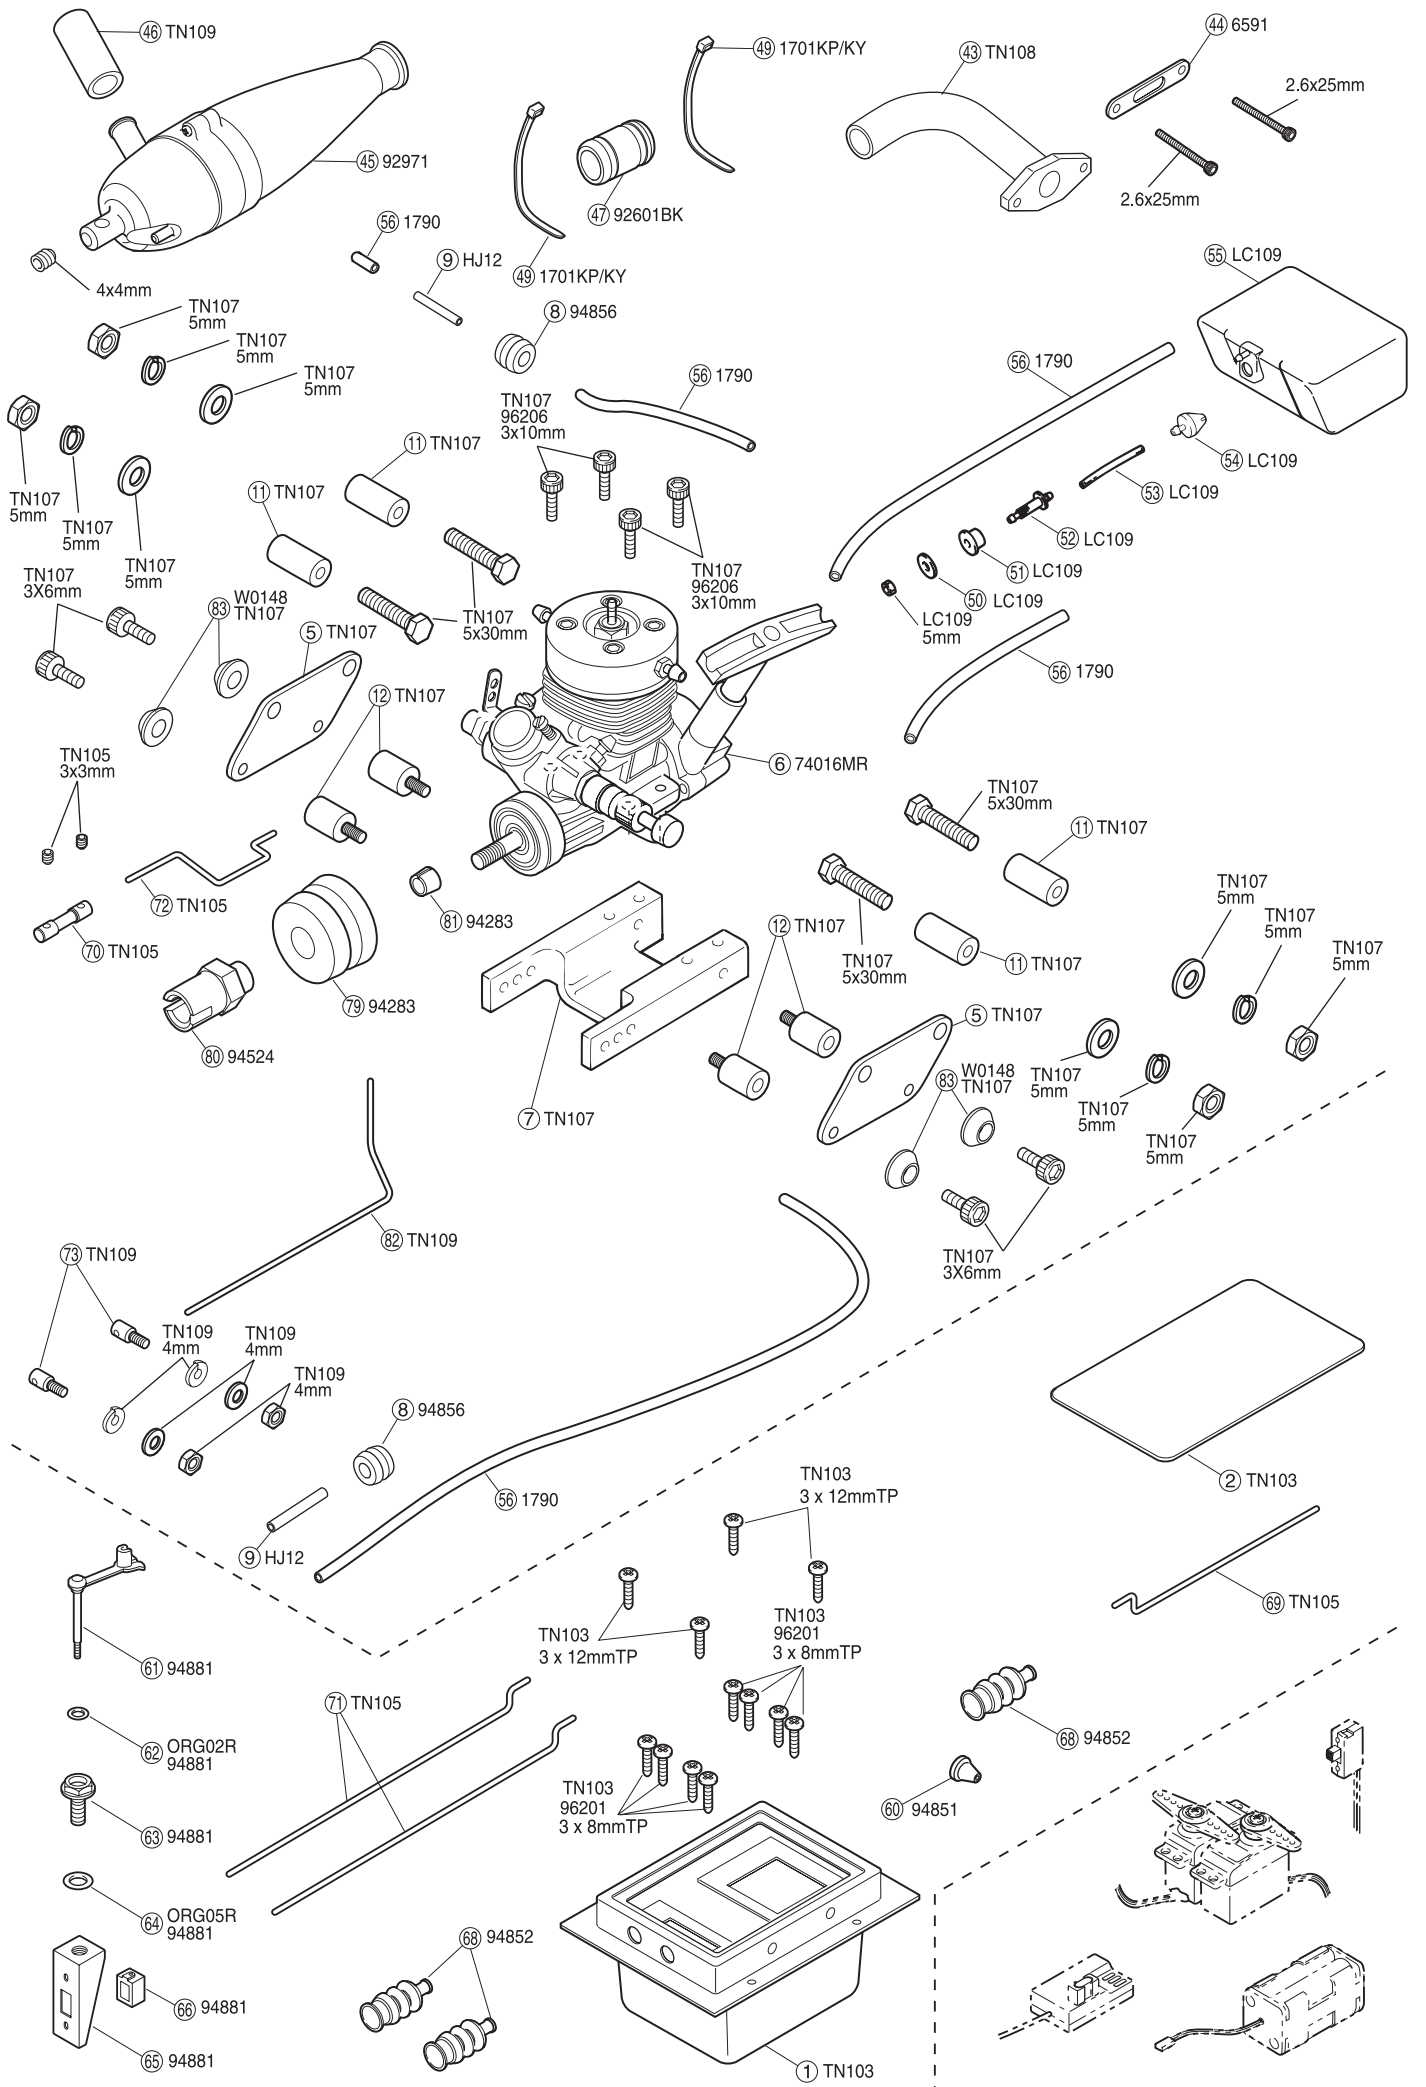 ㊻ TN109
㊾ 1701KP/KY
㊸ TN108
㊹ 6591
2.6x25mm
2.6x25mm
㊺ 92971
㊼ 92601BK
㊾ 1701KP/KY
4x4mm
56 1790
⑨ HJ12
⑧ 94856
55 LC109
TN107
5mm
TN107
5mm
TN107
5mm
TN107
5mm
TN107
5mm
TN107
5mm
56 1790
TN107
96206
3x10mm
56 1790
⑪ TN107
⑪ TN107
54 LC109
53 LC109
52 LC109
51 LC109
50 LC109
LC109
5mm
TN107
3X6mm
83 W0148
TN107
⑤ TN107
TN107
5x30mm
TN107
96206
3x10mm
56 1790
⑫ TN107
⑥ 74016MR
TN105
3x3mm
TN107
5x30mm
⑪ TN107
72 TN105
70 TN105
81 94283
79 94283
80 94524
⑫ TN107
TN107
5x30mm
⑪ TN107
TN107
5mm
TN107
5mm
TN107
5mm
⑤ TN107
83 W0148
TN107
TN107
5mm
TN107
5mm
TN107
5mm
⑦ TN107
82 TN109
TN107
3X6mm
73 TN109
TN109
4mm
TN109
4mm
TN109
4mm
⑧ 94856
56 1790
⑨ HJ12
② TN103
TN103
3 x 12mmTP
TN103
3 x 12mmTP
TN103
96201
3 x 8mmTP
69 TN105
61 94881
71 TN105
62 ORG02R
94881
68 94852
TN103
96201
3 x 8mmTP
60 94851
63 94881
64 ORG05R
94881
68 94852
66 94881
65 94881
① TN103